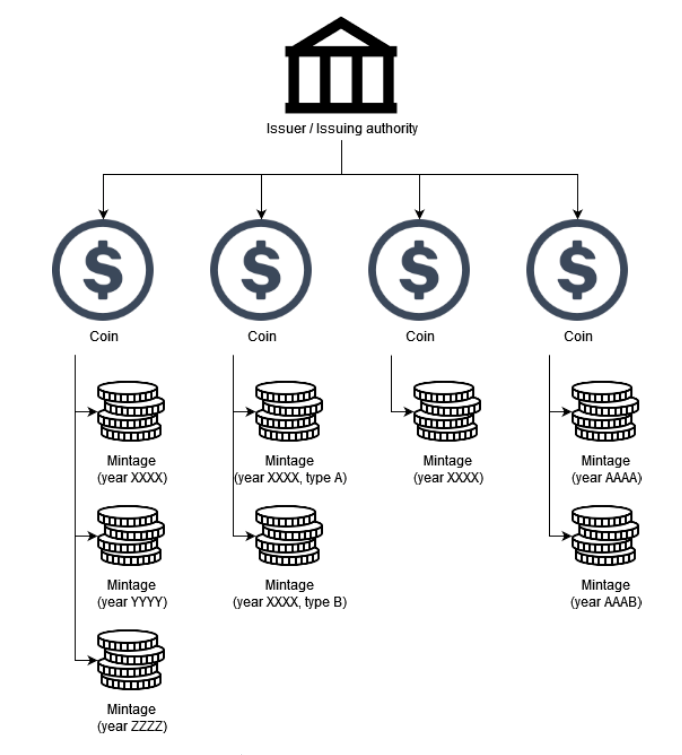 Issuer / Issuing authority
$ $ $ $
Coin Coin Coin Coin
Mintage Mintage Mintage Mintage
(year XXXX) (year XXXX, type A) (year XXXX) (year AAAA)
Mintage Mintage Mintage
(year YYYY) (year XXXX, type B) (year AAAB)
Mintage
(year ZZZZ)